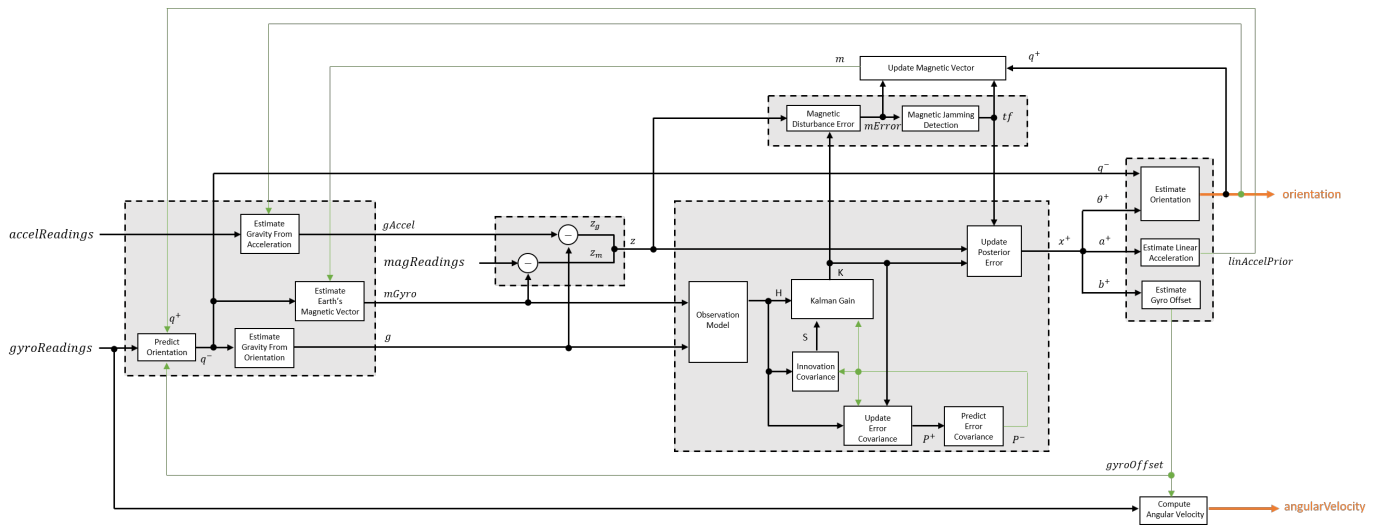 m
q⁺
Update Magnetic Vector
Magnetic
Disturbance Error
mError
Magnetic Jamming
Detection
tf
q⁻
Estimate
Orientation
orientation
θ⁺
Estimate
Gravity From
Acceleration
accelReadings
gAccel
z_g
z_m
z
magReadings
Update
Posterior
Error
x⁺
a⁺
Estimate Linear
Acceleration
linAccelPrior
b⁺
Estimate
Gyro Offset
Estimate
Earth's
Magnetic Vector
mGyro
Observation
Model
H
K
Kalman Gain
S
q⁺
gyroReadings
Predict
Orientation
q⁻
Estimate
Gravity From
Orientation
g
Innovation
Covariance
Update
Error
Covariance
P⁺
Predict
Error
Covariance
P⁻
gyroOffset
Compute
Angular Velocity
angularVelocity